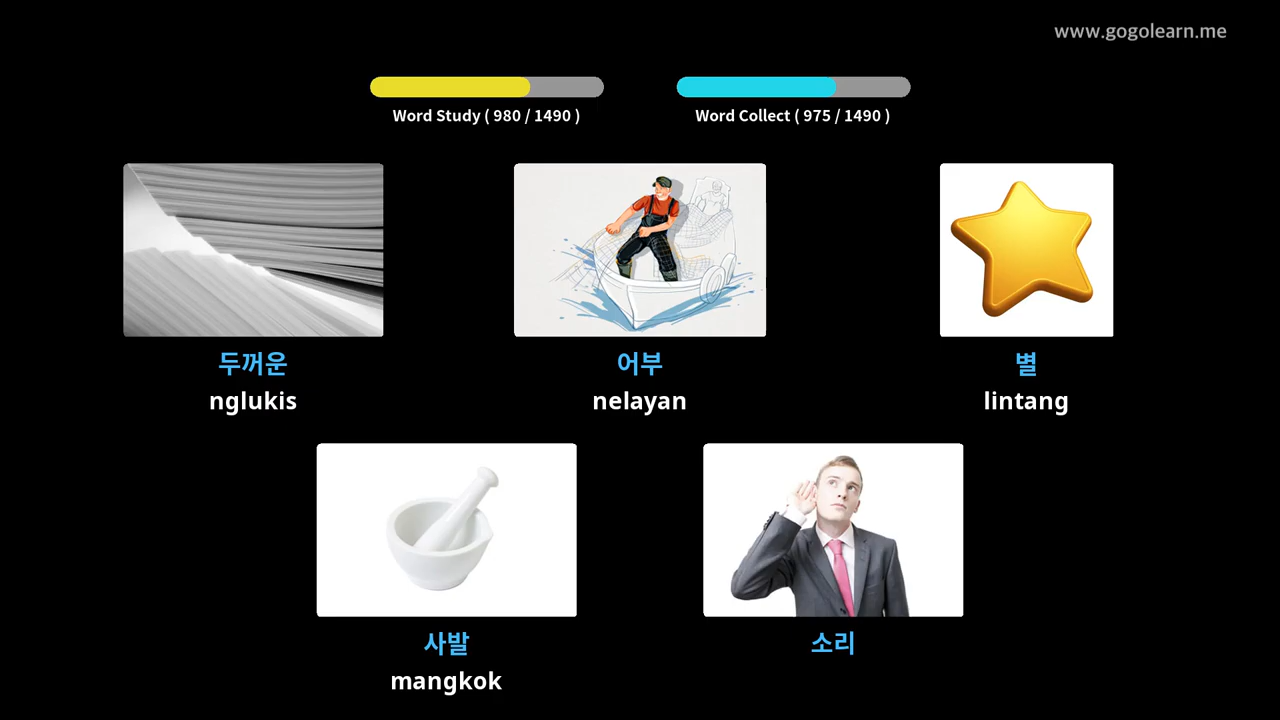 www.gogolearn.me
Word Study ( 980 / 1490 )
Word Collect ( 975 / 1490 )
두꺼운
nglukis
어부
nelayan
별
lintang
사발
mangkok
소리